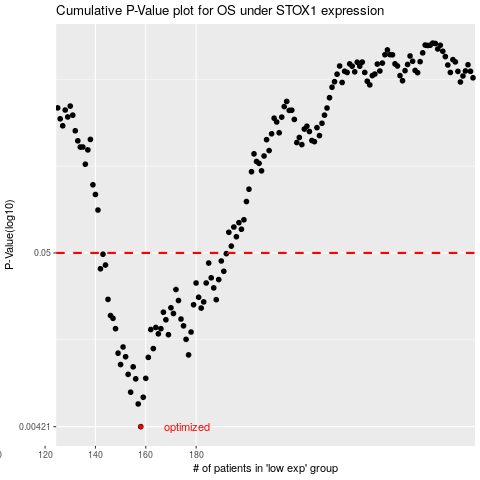 Cumulative P-Value plot for OS under STOX1 expression
P-Value(log10)
0.05
0.00421
optimized
0 120 140 160 180
# of patients in 'low exp' group